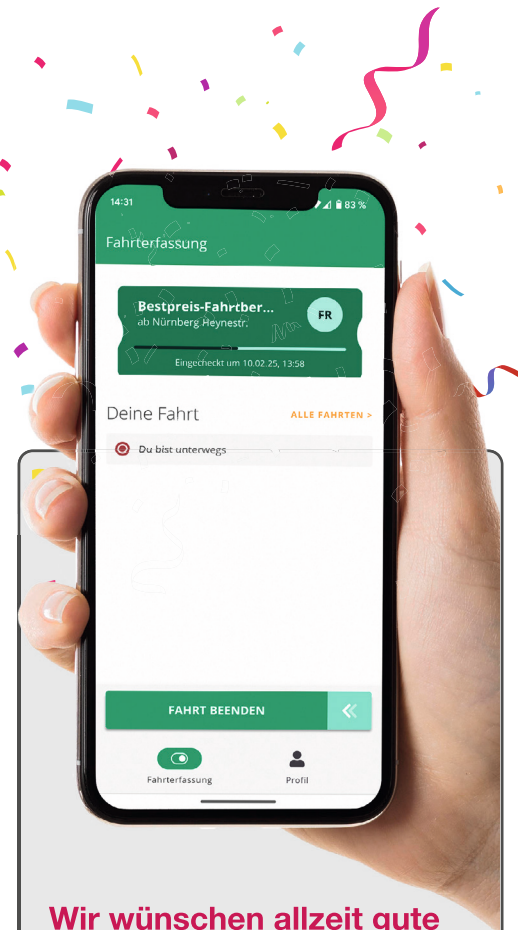 14:31
83 %
Fahrterfassung
Bestpreis-Fahrtber...
FR
ab Nürnberg Heynestr.
Eingecheckt um 10.02.25, 13:58
Deine Fahrt
ALLE FAHRTEN >
Du bist unterwegs
FAHRT BEENDEN
Fahrterfassung
Profil
Wir wünschen allzeit gute